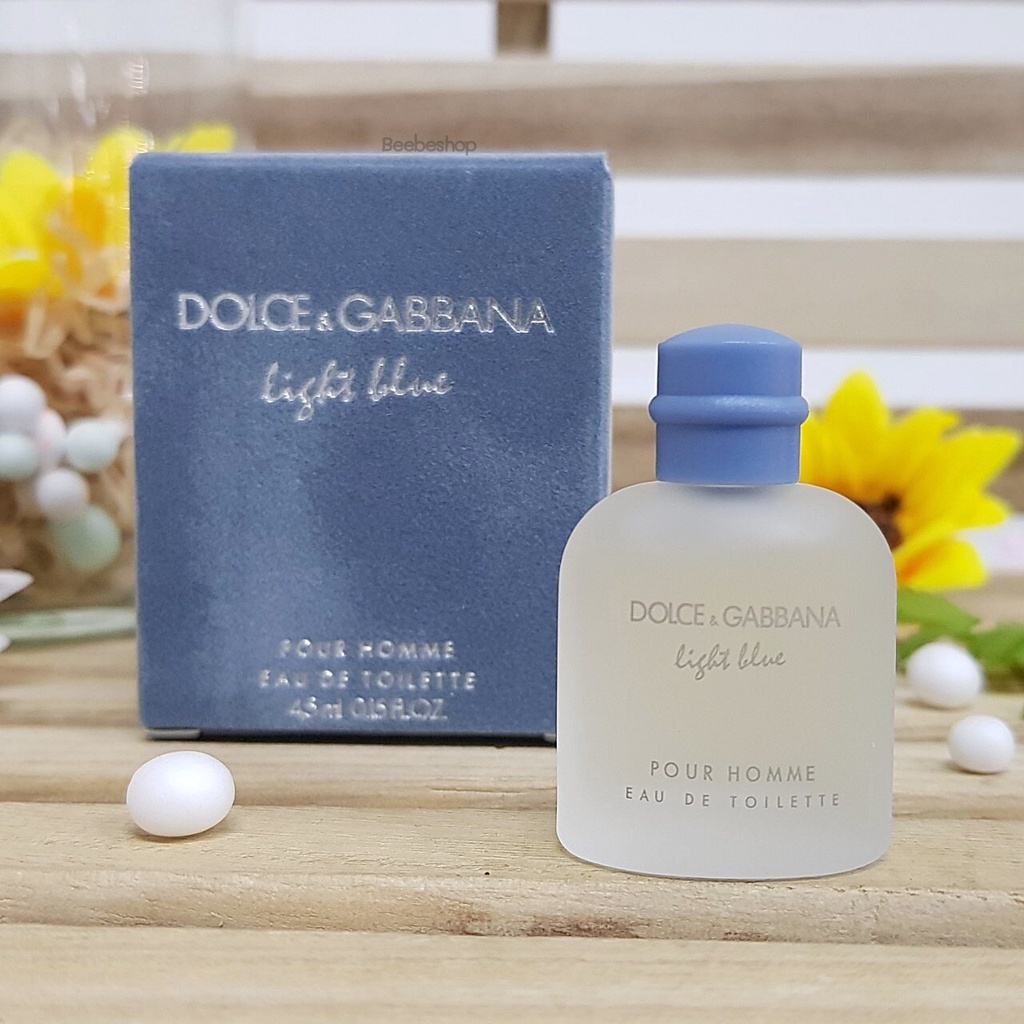 Beebeshop
DOLCE & GABBANA
light blue
POUR HOMME
EAU DE TOILETTE
4.5 ml 0.15 FL.OZ.
DOLCE & GABBANA
light blue
POUR HOMME
EAU DE TOILETTE